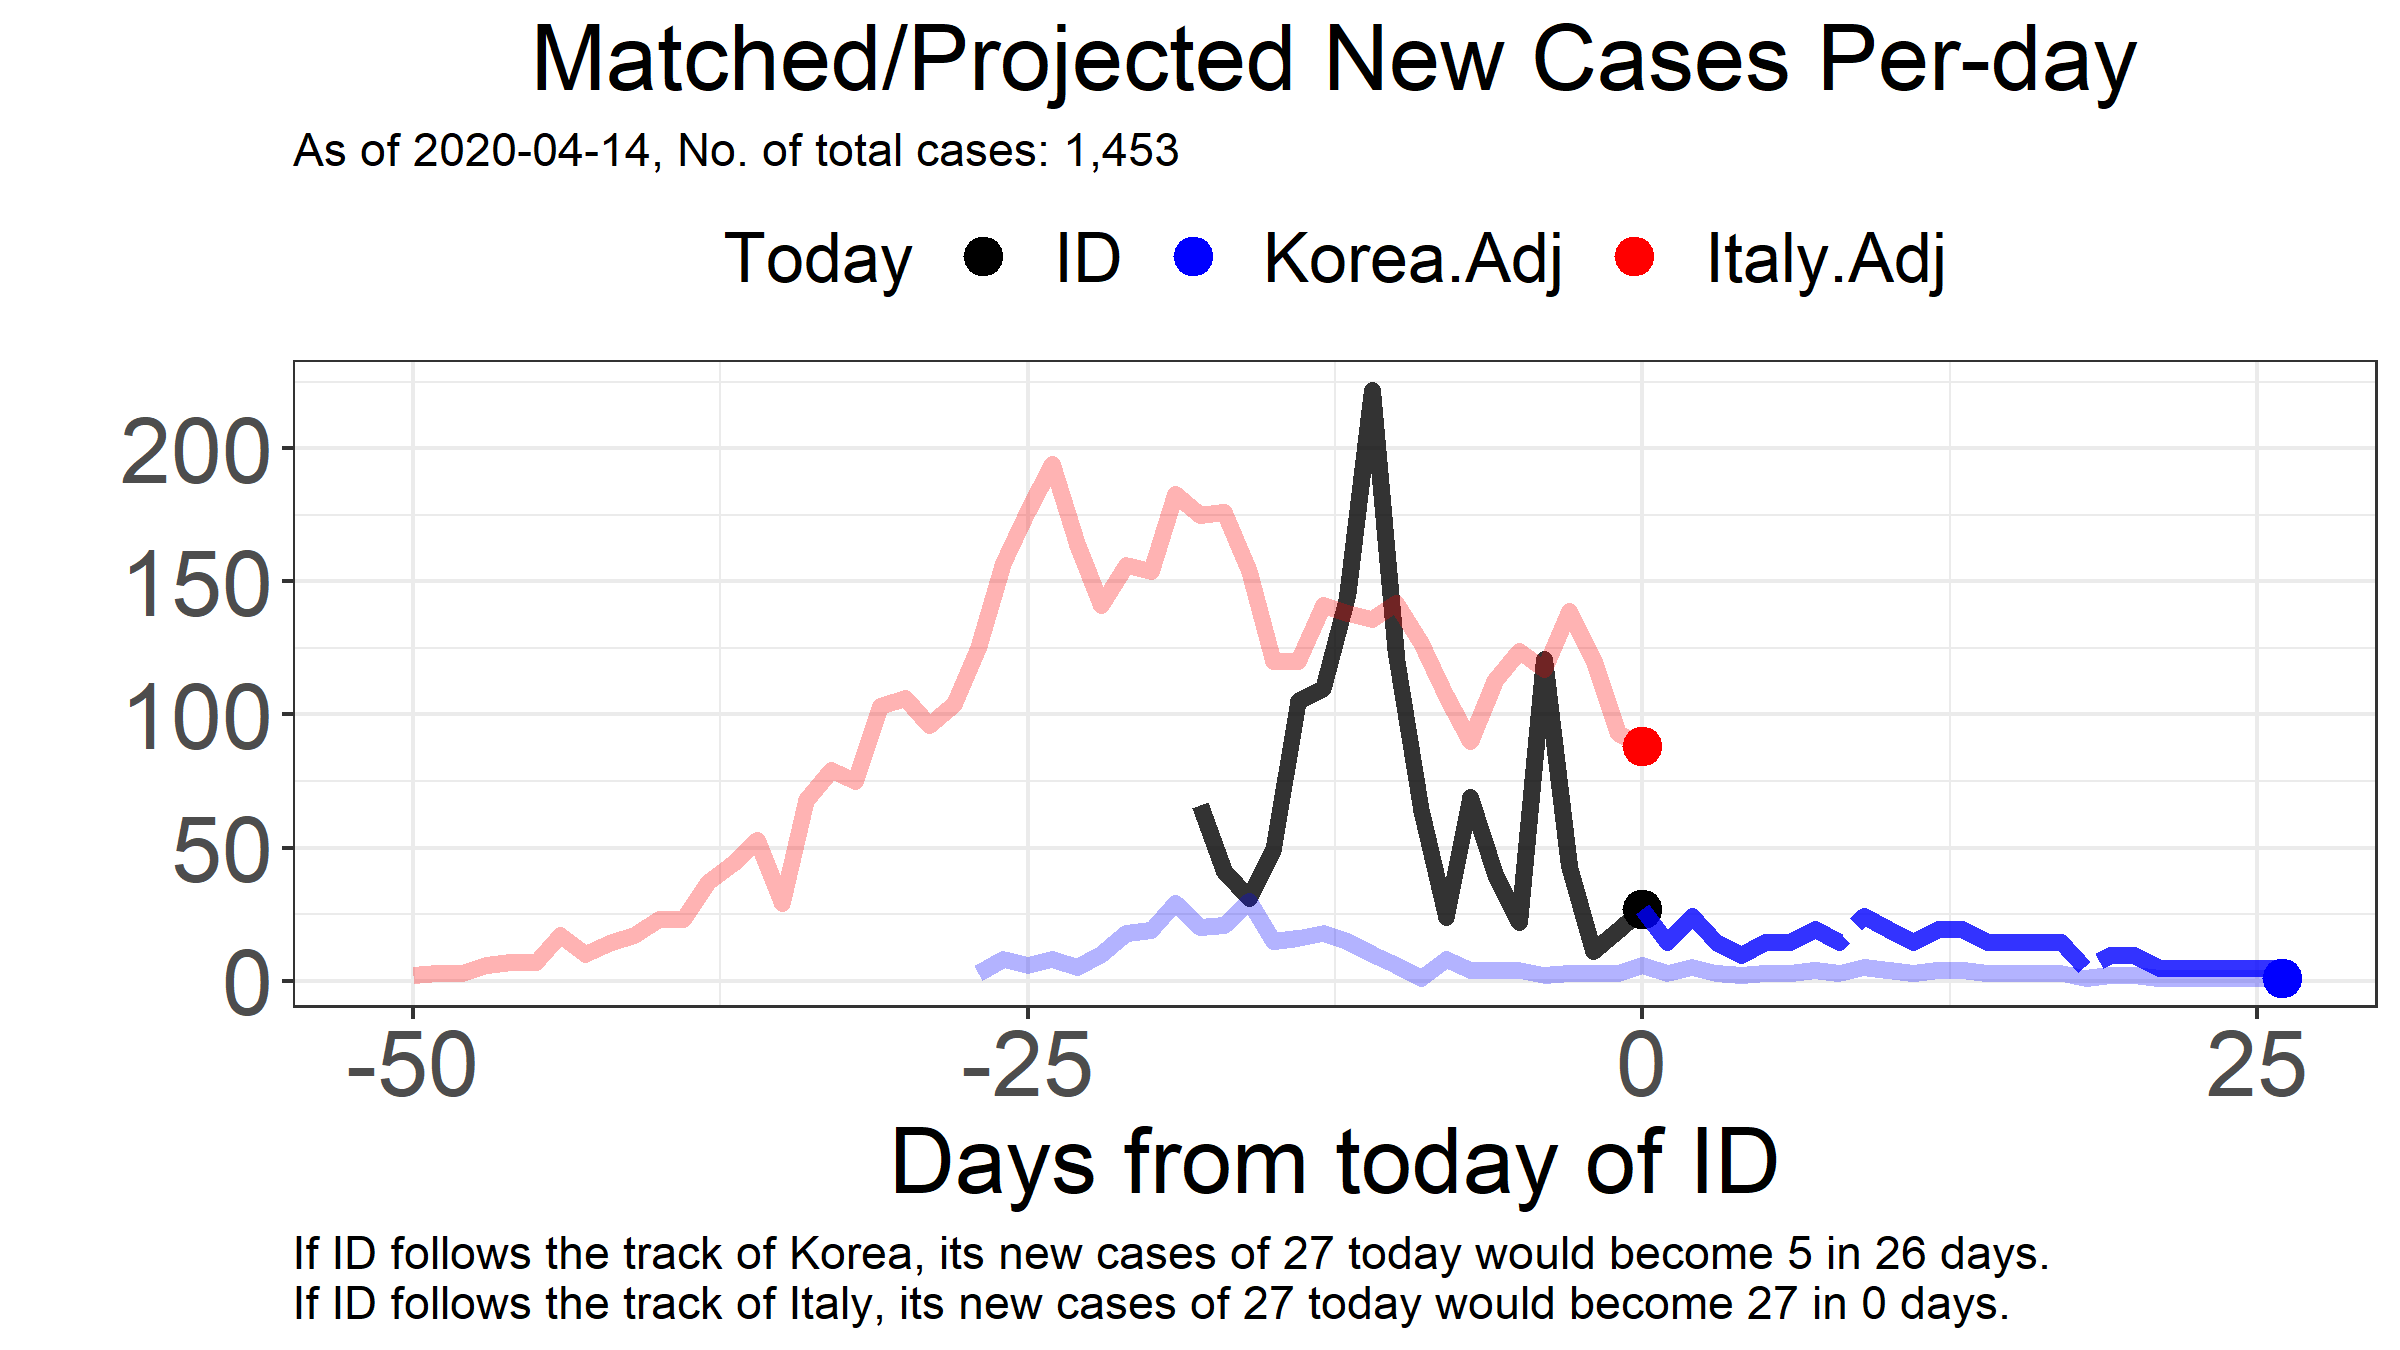 Matched/Projected New Cases Per-day
As of 2020-04-14, No. of total cases: 1,453
Today ID Korea.Adj Italy.Adj
200
150
100
50
0
-50 -25 0 25
Days from today of ID
If ID follows the track of Korea, its new cases of 27 today would become 5 in 26 days.
If ID follows the track of Italy, its new cases of 27 today would become 27 in 0 days.